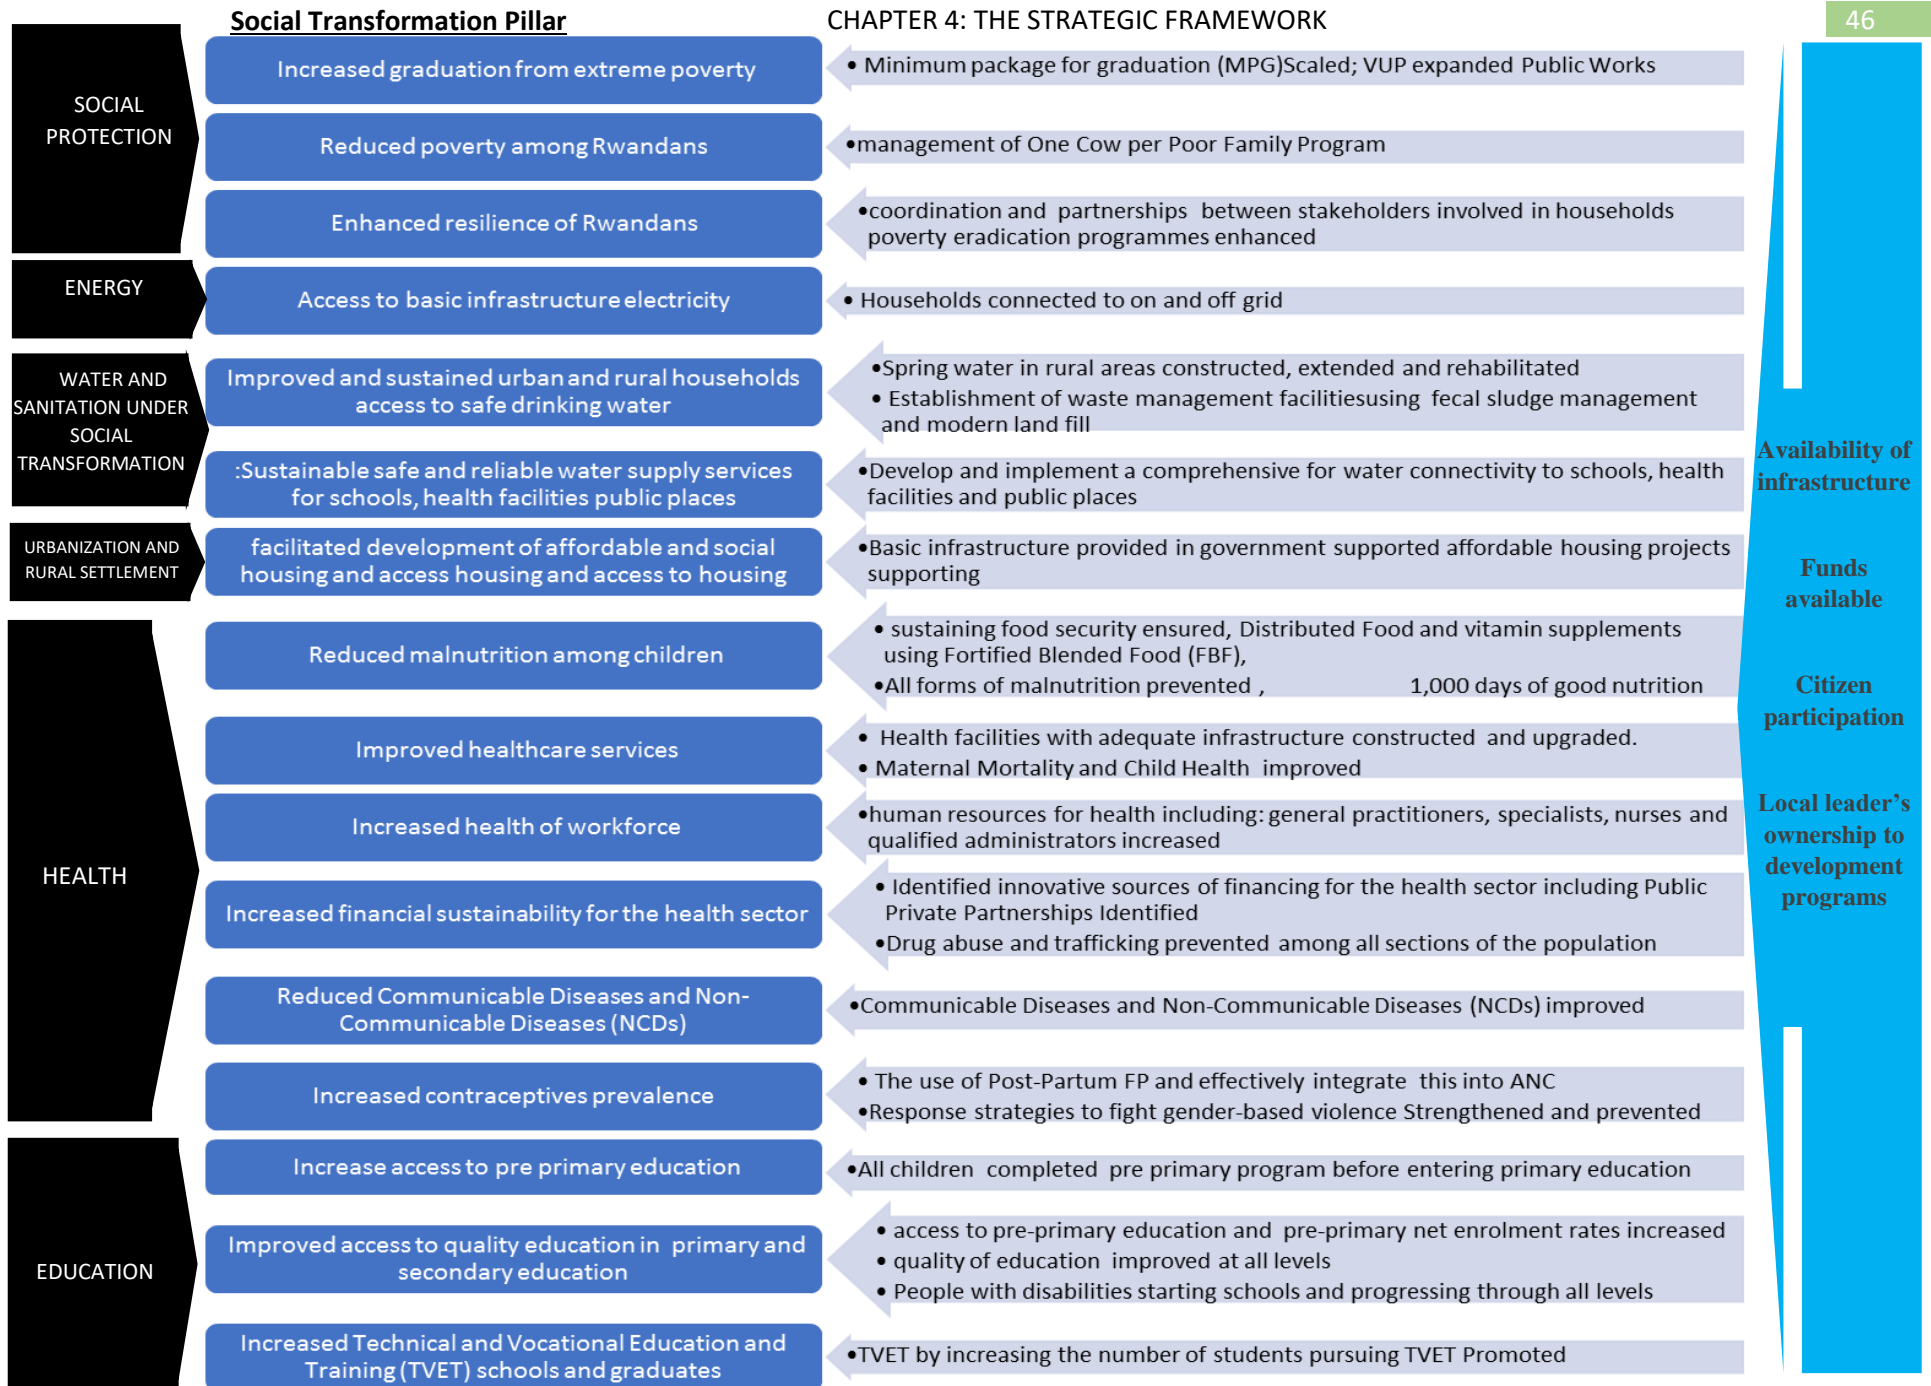 Social Transformation Pillar
CHAPTER 4: THE STRATEGIC FRAMEWORK
46
SOCIAL
PROTECTION
Increased graduation from extreme poverty
• Minimum package for graduation (MPG)Scaled; VUP expanded Public Works
Reduced poverty among Rwandans
•management of One Cow per Poor Family Program
Enhanced resilience of Rwandans
•coordination and partnerships between stakeholders involved in households
poverty eradication programmes enhanced
ENERGY
Access to basic infrastructure electricity
• Households connected to on and off grid
WATER AND
SANITATION UNDER
SOCIAL
TRANSFORMATION
Improved and sustained urban and rural households
access to safe drinking water
•Spring water in rural areas constructed, extended and rehabilitated
• Establishment of waste management facilitiesusing fecal sludge management
and modern land fill
:Sustainable safe and reliable water supply services
for schools, health facilities public places
•Develop and implement a comprehensive for water connectivity to schools, health
facilities and public places
URBANIZATION AND
RURAL SETTLEMENT
facilitated development of affordable and social
housing and access housing and access to housing
•Basic infrastructure provided in government supported affordable housing projects
supporting
HEALTH
Reduced malnutrition among children
• sustaining food security ensured, Distributed Food and vitamin supplements
using Fortified Blended Food (FBF),
•All forms of malnutrition prevented , 1,000 days of good nutrition
Improved healthcare services
• Health facilities with adequate infrastructure constructed and upgraded.
• Maternal Mortality and Child Health improved
Increased health of workforce
•human resources for health including: general practitioners, specialists, nurses and
qualified administrators increased
Increased financial sustainability for the health sector
• Identified innovative sources of financing for the health sector including Public
Private Partnerships Identified
•Drug abuse and trafficking prevented among all sections of the population
Reduced Communicable Diseases and Non-
Communicable Diseases (NCDs)
•Communicable Diseases and Non-Communicable Diseases (NCDs) improved
Increased contraceptives prevalence
• The use of Post-Partum FP and effectively integrate this into ANC
•Response strategies to fight gender-based violence Strengthened and prevented
EDUCATION
Increase access to pre primary education
•All children completed pre primary program before entering primary education
Improved access to quality education in primary and
secondary education
• access to pre-primary education and pre-primary net enrolment rates increased
• quality of education improved at all levels
• People with disabilities starting schools and progressing through all levels
Increased Technical and Vocational Education and
Training (TVET) schools and graduates
•TVET by increasing the number of students pursuing TVET Promoted
Availability of
infrastructure
Funds
available
Citizen
participation
Local leader’s
ownership to
development
programs